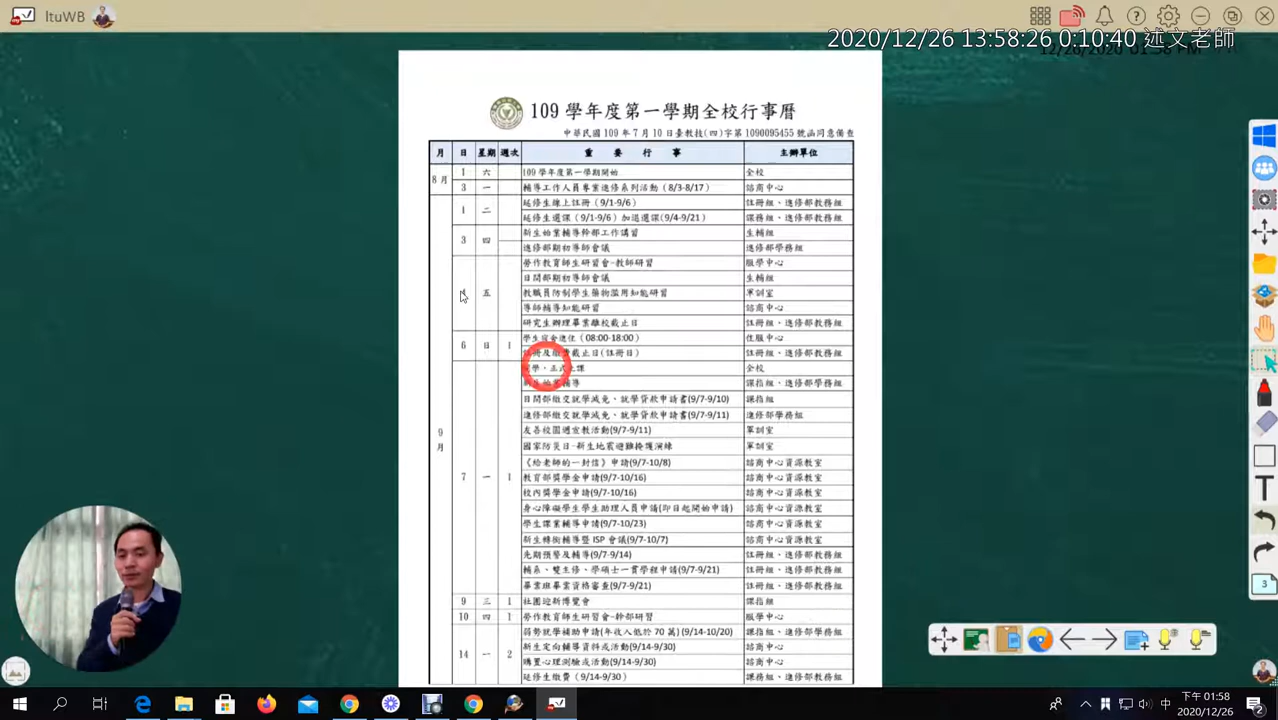 ltuWB
2020/12/26 13:58:26 0:10:40 述文老師
109 學年度第一學期全校行事曆
中華民國 109 年 7 月 10 日臺教技(四)字第 1090095455 號函同意備查
月 日 星期 週次 重 要 行 事 主辦單位
8月 1 六 109 學年度第一學期開始 全校
3 一 輔導工作人員專業進修系列活動（8/3-8/17） 諮商中心
1 二 延修生線上註冊（9/1-9/6） 註冊組、進修部教務組
延修生選課（9/1-9/6）加退選課（9/4-9/21） 課務組、進修部教務組
3 四 新生始業輔導幹部工作講習 生輔組
進修部期初導師會議 進修部學務組
勞作教育師生研習會-教師研習 服學中心
日間部期初導師會議 生輔組
4 五 教職員防制學生藥物濫用知能研習 軍訓室
導師輔導知能研習 諮商中心
研究生辦理畢業離校截止日 註冊組、進修部教務組
6 日 1 學生宿舍進住（08:00-18:00） 住服中心
註冊及繳費截止日(註冊日) 註冊組、進修部教務組
開學、正式上課 全校
新生始業輔導 課指組、進修部學務組
日間部繳交就學減免、就學貸款申請書(9/7-9/10) 課指組
進修部繳交就學減免、就學貸款申請書(9/7-9/11) 進修部學務組
9月 友善校園週宣教活動(9/7-9/11) 軍訓室
國家防災日-新生地震避難掩護演練 軍訓室
《給老師的一封信》申請(9/7-10/8) 諮商中心資源教室
7 一 1 教育部獎學金申請(9/7-10/16) 諮商中心資源教室
校內獎學金申請(9/7-10/16) 諮商中心資源教室
身心障礙學生學生助理人員申請(即日起開始申請) 諮商中心資源教室
學生課業輔導申請(9/7-10/23) 諮商中心資源教室
新生轉銜輔導暨 ISP 會議(9/7-10/7) 諮商中心資源教室
先期預警及輔導(9/7-9/14) 註冊組、進修部教務組
輔系、雙主修、學碩士一貫學程申請(9/7-9/21) 註冊組、進修部教務組
畢業班畢業資格審查(9/7-9/21) 註冊組、進修部教務組
9 三 1 社團迎新博覽會 課指組
10 四 1 勞作教育師生研習會-幹部研習 服學中心
弱勢就學補助申請(年收入低於 70 萬)(9/14-10/20) 課指組、進修部學務組
14 一 2 新生定向輔導資料或活動(9/14-9/30) 諮商中心
購置心理測驗或活動(9/14-9/30) 諮商中心
延修生繳費（9/14-9/30） 課務組、進修部教務組
3
下午 01:58
中
2020/12/26
2